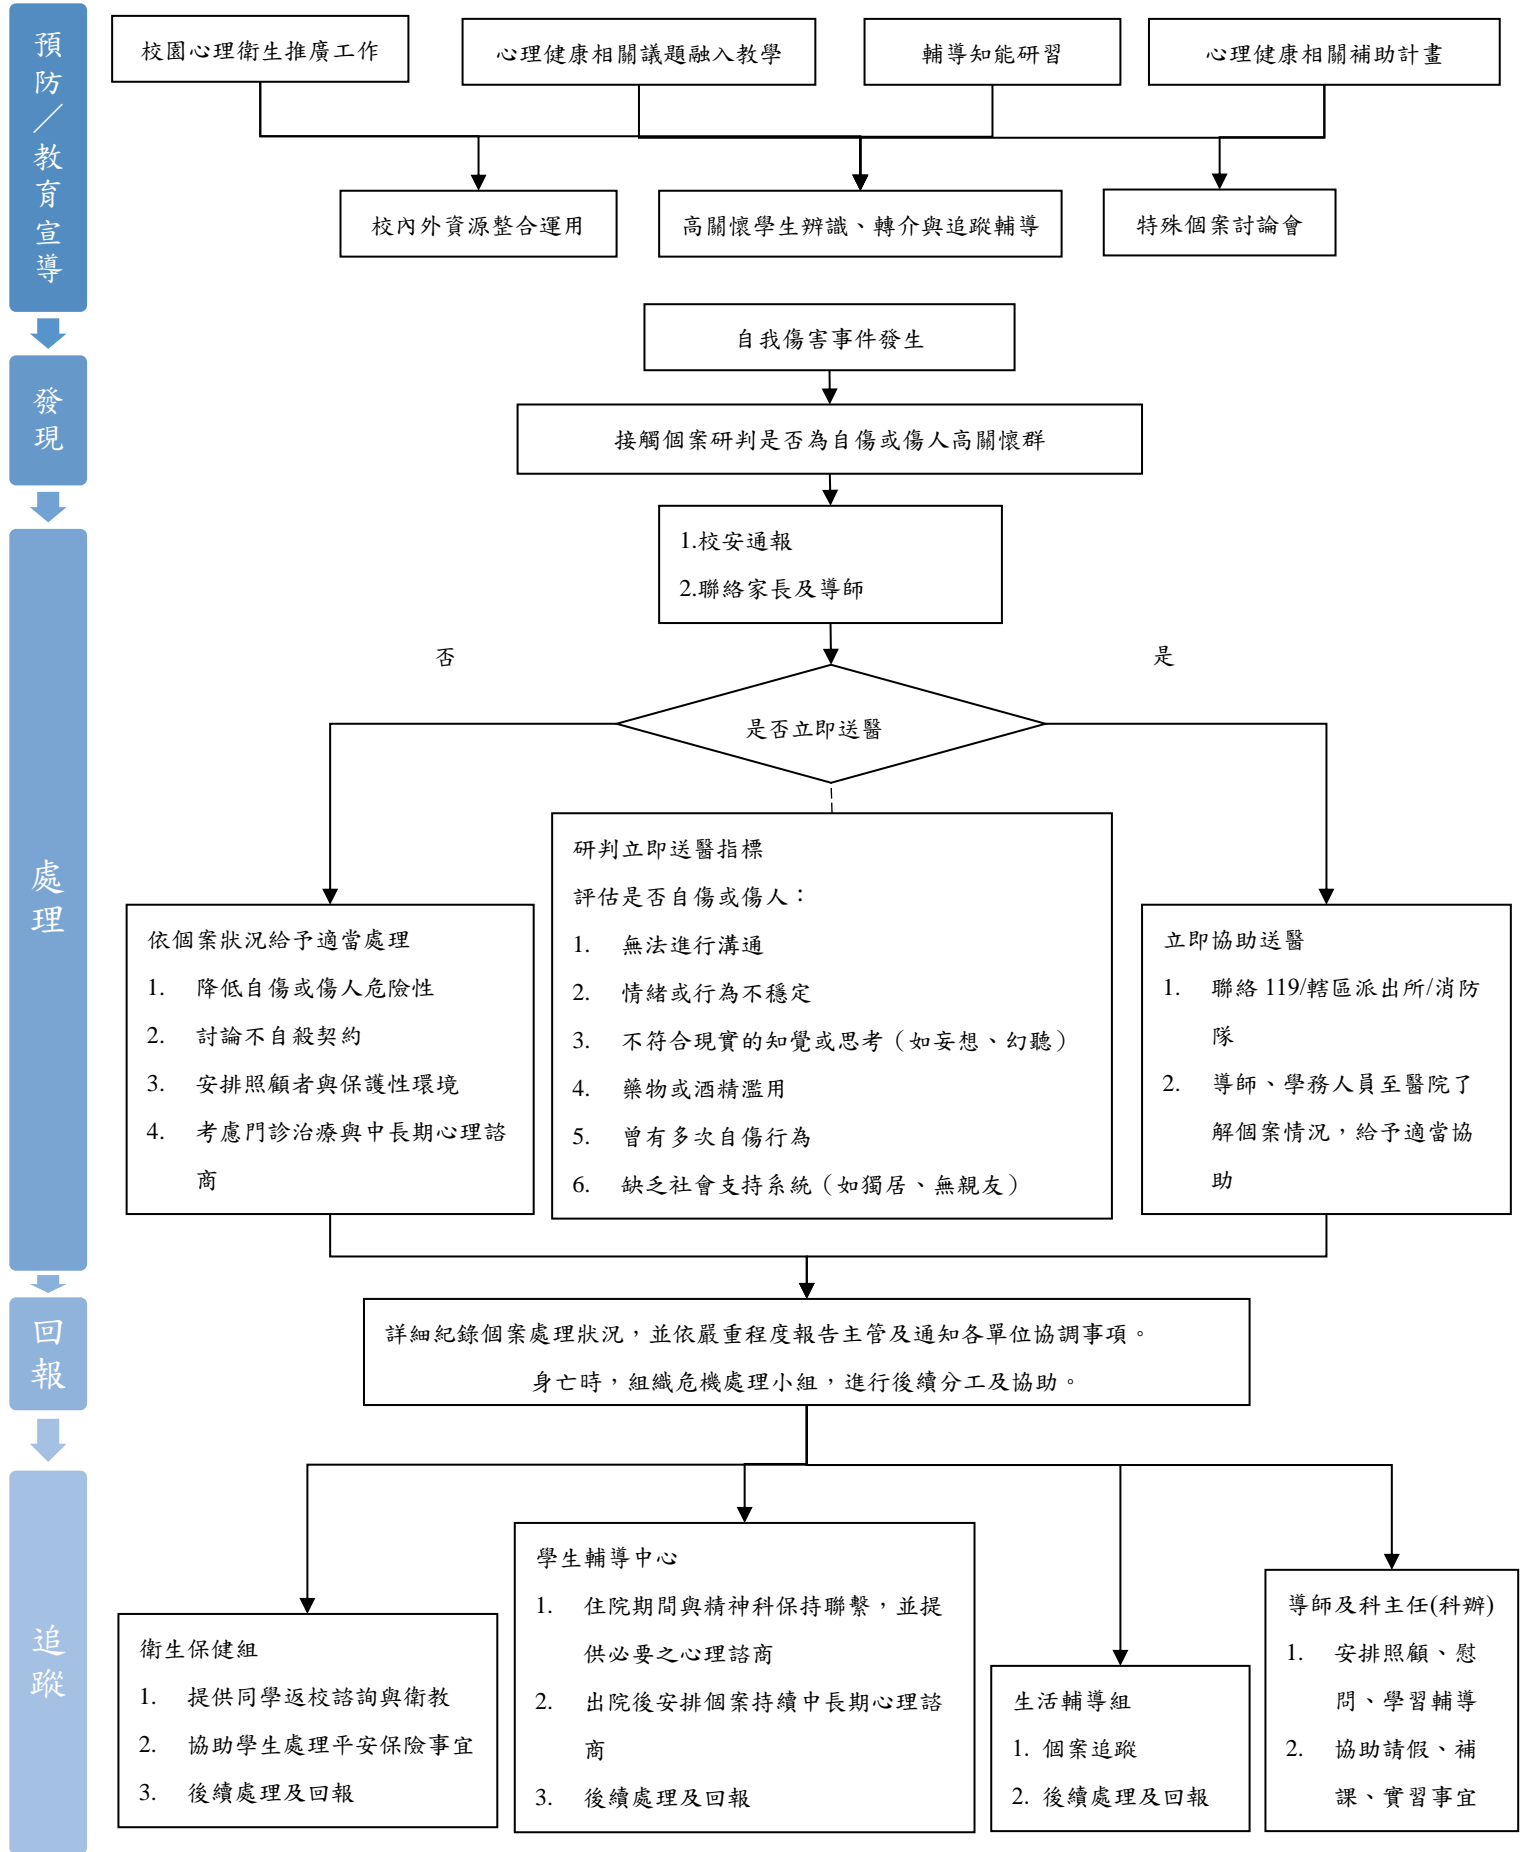 預防／教育宣導
校園心理衛生推廣工作
心理健康相關議題融入教學
輔導知能研習
心理健康相關補助計畫
校內外資源整合運用
高關懷學生辨識、轉介與追蹤輔導
特殊個案討論會
發現
自我傷害事件發生
接觸個案研判是否為自傷或傷人高關懷群
處理
1.校安通報
2.聯絡家長及導師
否
是
是否立即送醫
依個案狀況給予適當處理
1. 降低自傷或傷人危險性
2. 討論不自殺契約
3. 安排照顧者與保護性環境
4. 考慮門診治療與中長期心理諮
商
研判立即送醫指標
評估是否自傷或傷人：
1. 無法進行溝通
2. 情緒或行為不穩定
3. 不符合現實的知覺或思考（如妄想、幻聽）
4. 藥物或酒精濫用
5. 曾有多次自傷行為
6. 缺乏社會支持系統（如獨居、無親友）
立即協助送醫
1. 聯絡 119/轄區派出所/消防
隊
2. 導師、學務人員至醫院了
解個案情況，給予適當協
助
回報
詳細紀錄個案處理狀況，並依嚴重程度報告主管及通知各單位協調事項。
身亡時，組織危機處理小組，進行後續分工及協助。
追蹤
衛生保健組
1. 提供同學返校諮詢與衛教
2. 協助學生處理平安保險事宜
3. 後續處理及回報
學生輔導中心
1. 住院期間與精神科保持聯繫，並提
供必要之心理諮商
2. 出院後安排個案持續中長期心理諮
商
3. 後續處理及回報
生活輔導組
1. 個案追蹤
2. 後續處理及回報
導師及科主任(科辦)
1. 安排照顧、慰
問、學習輔導
2. 協助請假、補
課、實習事宜